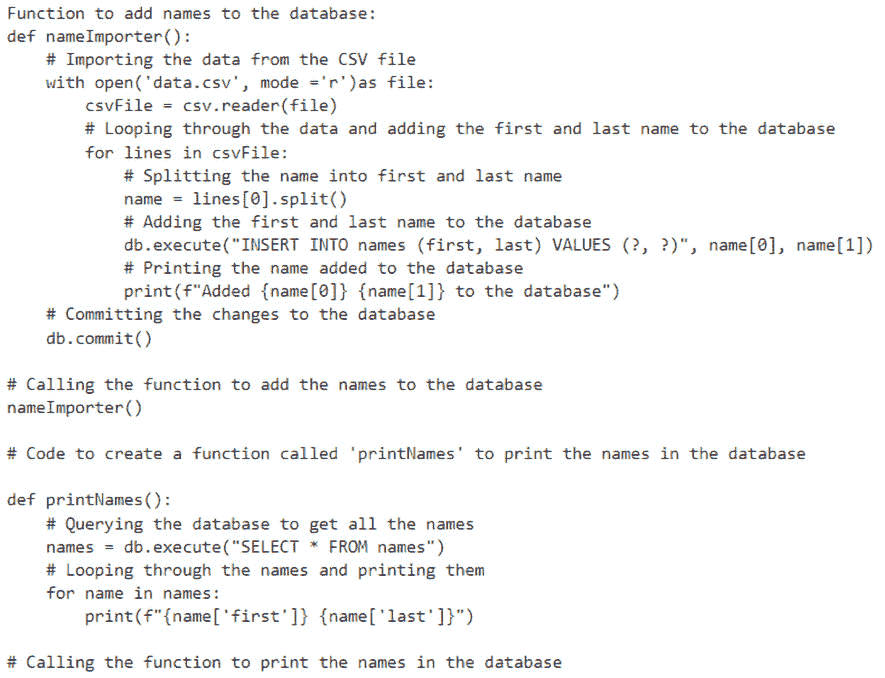 Function to add names to the database:
def nameImporter():
    # Importing the data from the CSV file
    with open('data.csv', mode ='r')as file:
        csvFile = csv.reader(file)
        # Looping through the data and adding the first and last name to the database
        for lines in csvFile:
            # Splitting the name into first and last name
            name = lines[0].split()
            # Adding the first and last name to the database
            db.execute("INSERT INTO names (first, last) VALUES (?, ?)", name[0], name[1])
            # Printing the name added to the database
            print(f"Added {name[0]} {name[1]} to the database")
    # Committing the changes to the database
    db.commit()

# Calling the function to add the names to the database
nameImporter()

# Code to create a function called 'printNames' to print the names in the database

def printNames():
    # Querying the database to get all the names
    names = db.execute("SELECT * FROM names")
    # Looping through the names and printing them
    for name in names:
        print(f"{name['first']} {name['last']}")

# Calling the function to print the names in the database